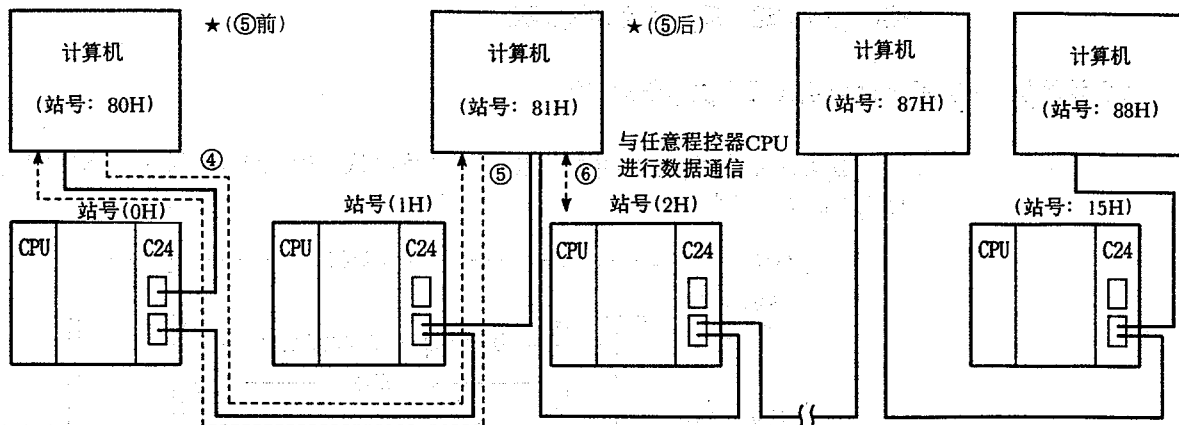 ★(⑤前)
★(⑤后)
计算机
(站号：80H)
计算机
(站号：81H)
计算机
(站号：87H)
计算机
(站号：88H)
④
⑤
⑥
与任意程控器CPU
进行数据通信
站号(0H)
站号(1H)
站号(2H)
(站号：15H)
CPU
C24
CPU
C24
CPU
C24
CPU
C24